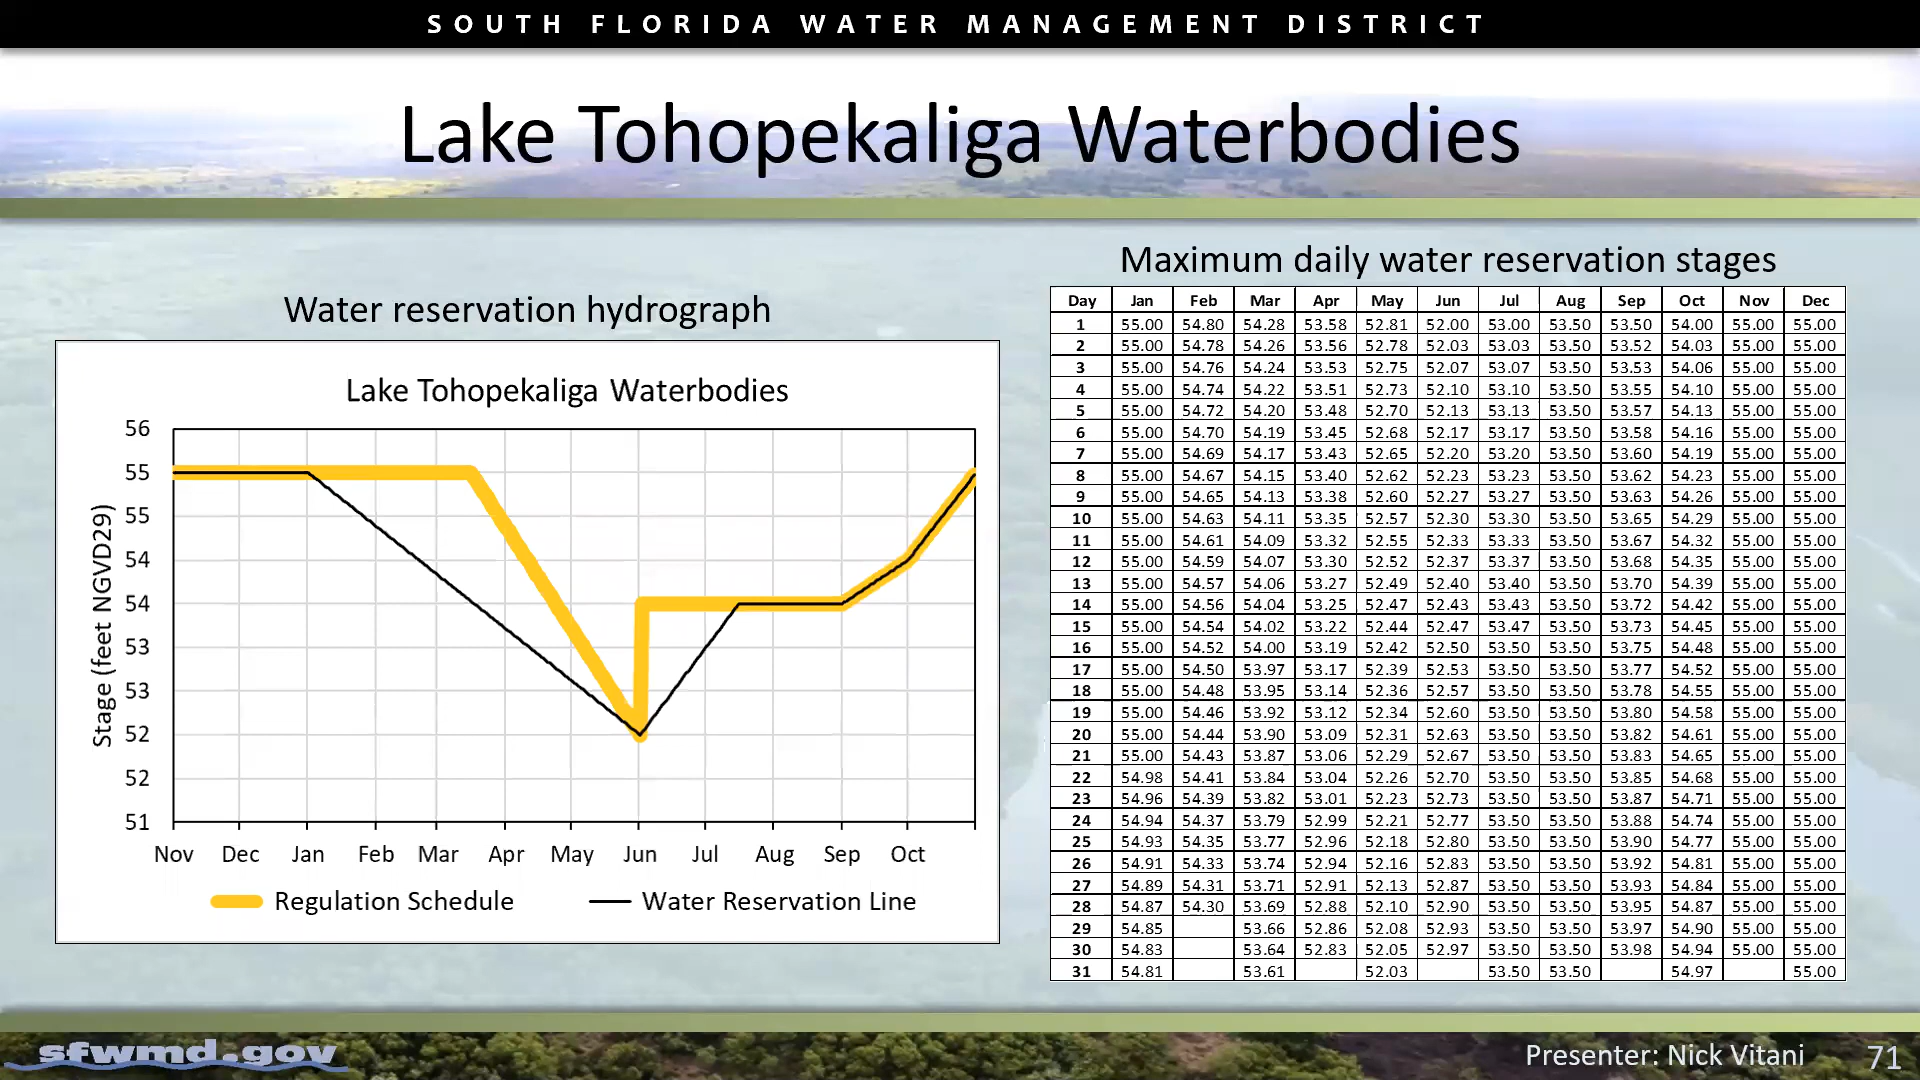 SOUTH FLORIDA WATER MANAGEMENT DISTRICT
Lake Tohopekaliga Waterbodies
Water reservation hydrograph
Lake Tohopekaliga Waterbodies
56
55
55
54
54
53
53
52
52
51
Stage (feet NGVD29)
Nov Dec Jan Feb Mar Apr May Jun Jul Aug Sep Oct
Regulation Schedule Water Reservation Line
Maximum daily water reservation stages
Day Jan Feb Mar Apr May Jun Jul Aug Sep Oct Nov Dec
1 55.00 54.80 54.28 53.58 52.81 52.00 53.00 53.50 53.50 54.00 55.00 55.00
2 55.00 54.78 54.26 53.56 52.78 52.03 53.03 53.50 53.52 54.03 55.00 55.00
3 55.00 54.76 54.24 53.53 52.75 52.07 53.07 53.50 53.53 54.06 55.00 55.00
4 55.00 54.74 54.22 53.51 52.73 52.10 53.10 53.50 53.55 54.10 55.00 55.00
5 55.00 54.72 54.20 53.48 52.70 52.13 53.13 53.50 53.57 54.13 55.00 55.00
6 55.00 54.70 54.19 53.45 52.68 52.17 53.17 53.50 53.58 54.16 55.00 55.00
7 55.00 54.69 54.17 53.43 52.65 52.20 53.20 53.50 53.60 54.19 55.00 55.00
8 55.00 54.67 54.15 53.40 52.62 52.23 53.23 53.50 53.62 54.23 55.00 55.00
9 55.00 54.65 54.13 53.38 52.60 52.27 53.27 53.50 53.63 54.26 55.00 55.00
10 55.00 54.63 54.11 53.35 52.57 52.30 53.30 53.50 53.65 54.29 55.00 55.00
11 55.00 54.61 54.09 53.32 52.55 52.33 53.33 53.50 53.67 54.32 55.00 55.00
12 55.00 54.59 54.07 53.30 52.52 52.37 53.37 53.50 53.68 54.35 55.00 55.00
13 55.00 54.57 54.06 53.27 52.49 52.40 53.40 53.50 53.70 54.39 55.00 55.00
14 55.00 54.56 54.04 53.25 52.47 52.43 53.43 53.50 53.72 54.42 55.00 55.00
15 55.00 54.54 54.02 53.22 52.44 52.47 53.47 53.50 53.73 54.45 55.00 55.00
16 55.00 54.52 54.00 53.19 52.42 52.50 53.50 53.50 53.75 54.48 55.00 55.00
17 55.00 54.50 53.97 53.17 52.39 52.53 53.50 53.50 53.77 54.52 55.00 55.00
18 55.00 54.48 53.95 53.14 52.36 52.57 53.50 53.50 53.78 54.55 55.00 55.00
19 55.00 54.46 53.92 53.12 52.34 52.60 53.50 53.50 53.80 54.58 55.00 55.00
20 55.00 54.44 53.90 53.09 52.31 52.63 53.50 53.50 53.82 54.61 55.00 55.00
21 55.00 54.43 53.87 53.06 52.29 52.67 53.50 53.50 53.83 54.65 55.00 55.00
22 54.98 54.41 53.84 53.04 52.26 52.70 53.50 53.50 53.85 54.68 55.00 55.00
23 54.96 54.39 53.82 53.01 52.23 52.73 53.50 53.50 53.87 54.71 55.00 55.00
24 54.94 54.37 53.79 52.99 52.21 52.77 53.50 53.50 53.88 54.74 55.00 55.00
25 54.93 54.35 53.77 52.96 52.18 52.80 53.50 53.50 53.90 54.77 55.00 55.00
26 54.91 54.33 53.74 52.94 52.16 52.83 53.50 53.50 53.92 54.81 55.00 55.00
27 54.89 54.31 53.71 52.91 52.13 52.87 53.50 53.50 53.93 54.84 55.00 55.00
28 54.87 54.30 53.69 52.88 52.10 52.90 53.50 53.50 53.95 54.87 55.00 55.00
29 54.85 53.66 52.86 52.08 52.93 53.50 53.50 53.97 54.90 55.00 55.00
30 54.83 53.64 52.83 52.05 52.97 53.50 53.50 53.98 54.94 55.00 55.00
31 54.81 53.61 52.03 53.50 53.50 54.97 55.00
sfwmd.gov
Presenter: Nick Vitani 71